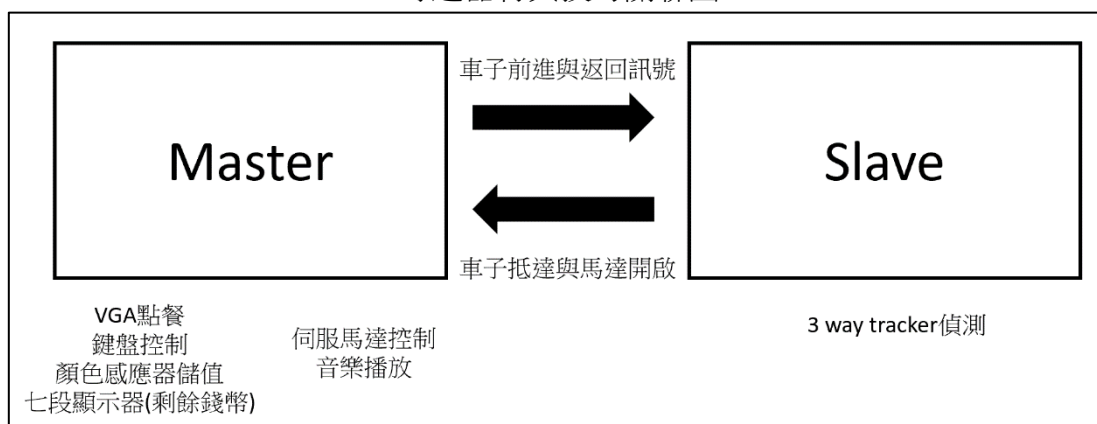 車子前進與返回訊號
Master
Slave
車子抵達與馬達開啟
VGA點餐
鍵盤控制
顏色感應器儲值
七段顯示器(剩餘錢幣)
伺服馬達控制
音樂播放
3 way tracker偵測